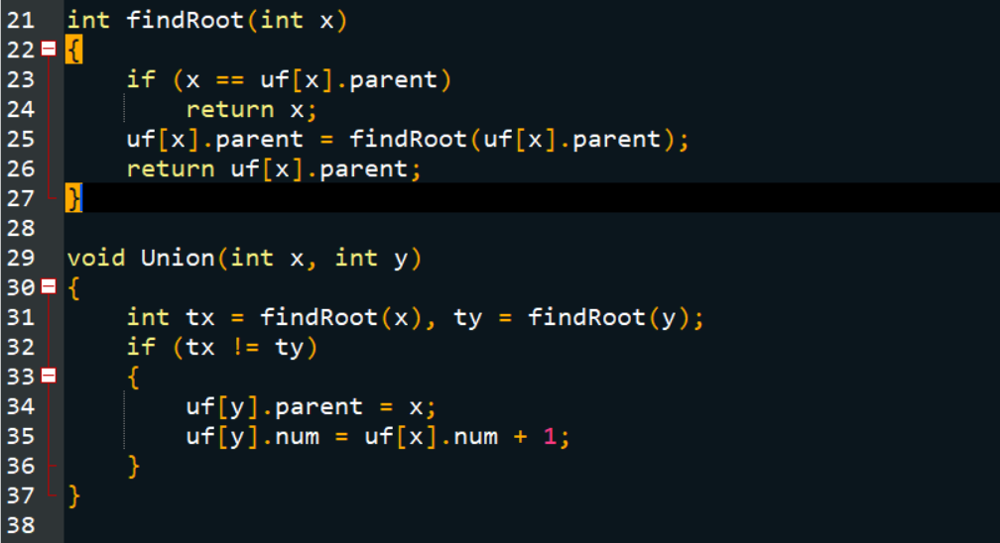 21 int findRoot(int x)
22 {
23     if (x == uf[x].parent)
24         return x;
25     uf[x].parent = findRoot(uf[x].parent);
26     return uf[x].parent;
27 }
28
29 void Union(int x, int y)
30 {
31     int tx = findRoot(x), ty = findRoot(y);
32     if (tx != ty)
33     {
34         uf[y].parent = x;
35         uf[y].num = uf[x].num + 1;
36     }
37 }
38